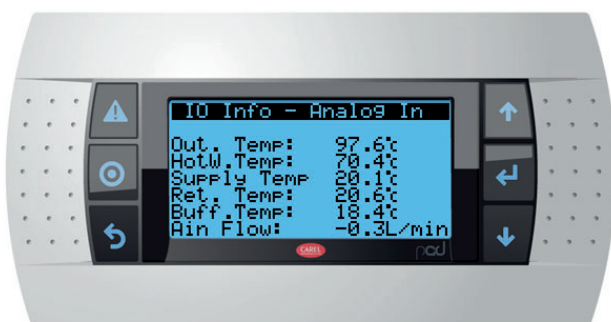 IO Info - Analog In
Out. Temp: 97.6℃
HotW.Temp: 70.4℃
Supply Temp 20.1℃
Ret. Temp: 20.6℃
Buff.Temp: 18.4℃
Ain Flow: -0.3L/min
CAREL
pGD